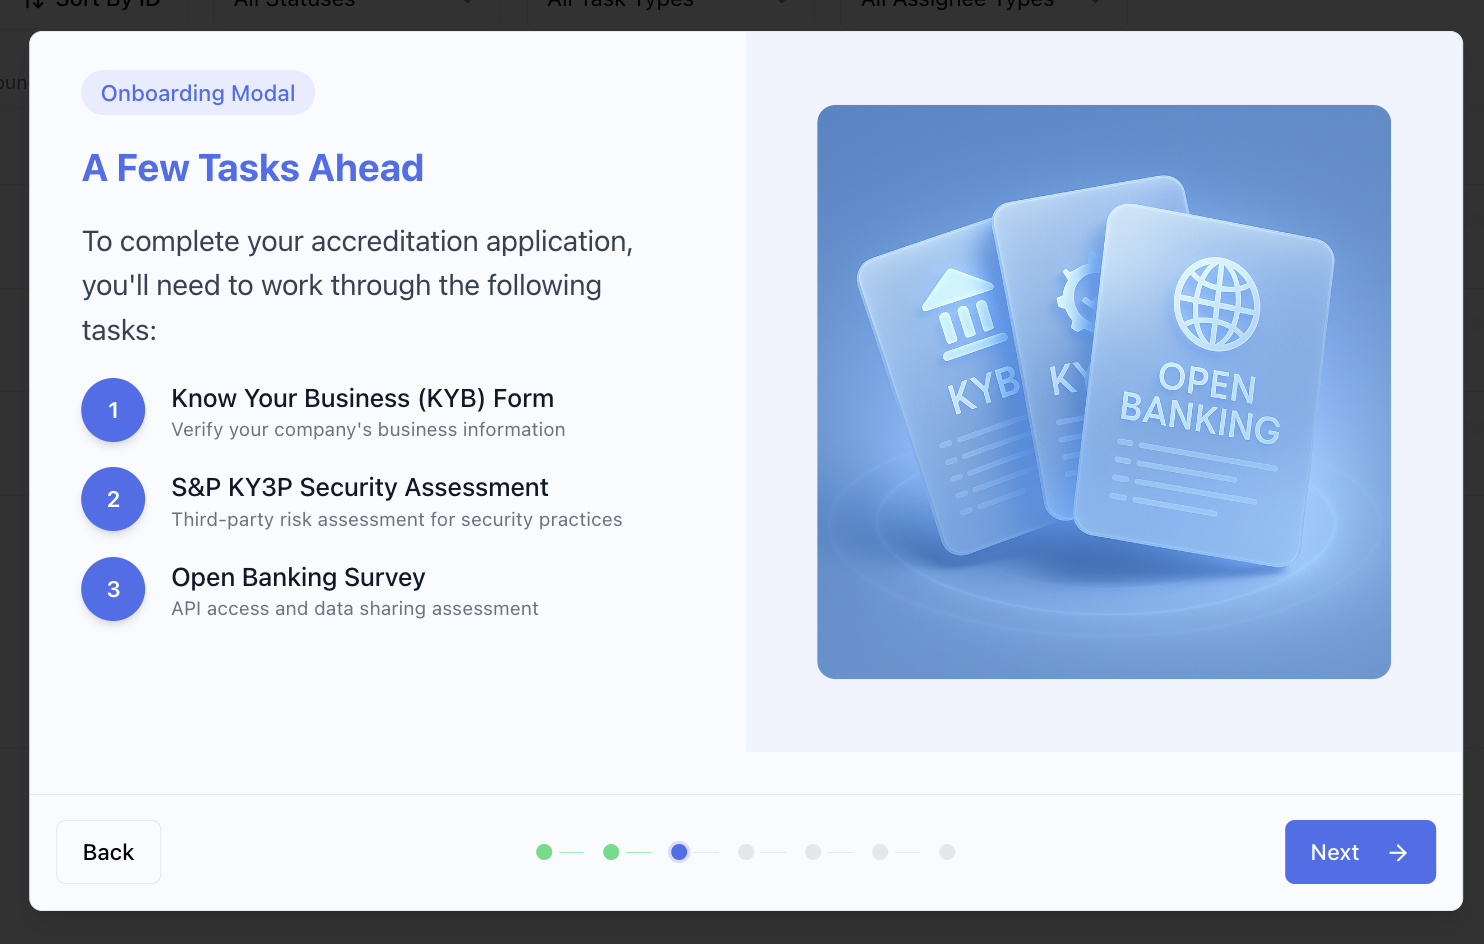 Sort By ID
All Statuses
All Task Types
All Assignee Types
Onboarding Modal
A Few Tasks Ahead
To complete your accreditation application,
you'll need to work through the following
tasks:
1
Know Your Business (KYB) Form
Verify your company's business information
2
S&P KY3P Security Assessment
Third-party risk assessment for security practices
3
Open Banking Survey
API access and data sharing assessment
KYB
KY
OPEN
BANKING
Back
Next